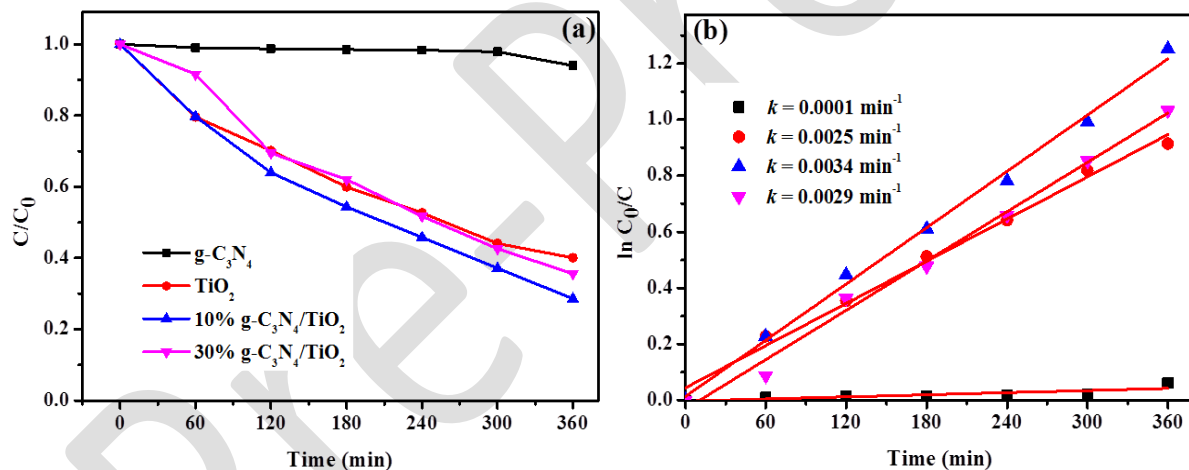 (a)
C/C0
1.0
0.8
0.6
0.4
0.2
0.0
g-C3N4
TiO2
10% g-C3N4/TiO2
30% g-C3N4/TiO2
0 60 120 180 240 300 360
Time (min)
(b)
ln C0/C
1.2
1.0
0.8
0.6
0.4
0.2
0.0
k = 0.0001 min-1
k = 0.0025 min-1
k = 0.0034 min-1
k = 0.0029 min-1
0 60 120 180 240 300 360
Time (min)